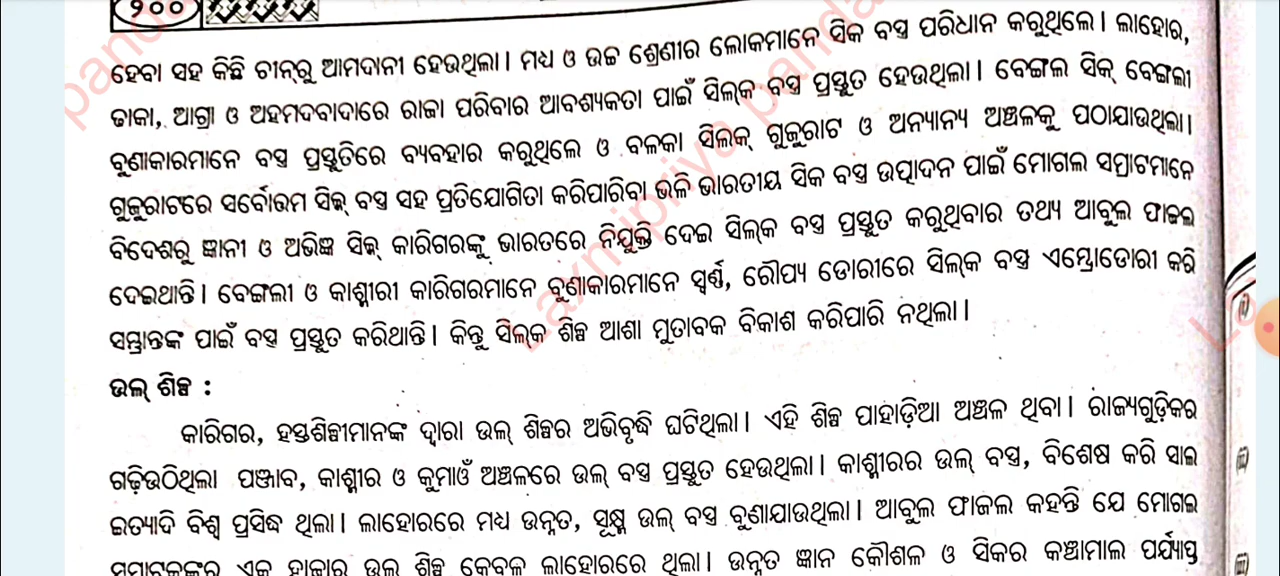 ୨୦୦
ହେବା ସହ କିଛି ଚୀନ୍‌ରୁ ଆମଦାନୀ ହେଉଥିଲା। ମଧ୍ୟ ଓ ଉଚ୍ଚ ଶ୍ରେଣୀର ଲୋକମାନେ ସିଳ୍କ ବସ୍ତ୍ର ପରିଧାନ କରୁଥିଲେ। ଲାହୋର,
ଢାକା, ଆଗ୍ରା ଓ ଅହମଦବାଦାରେ ରାଜା ପରିବାର ଆବଶ୍ୟକତା ପାଇଁ ସିଲ୍‌କ ବସ୍ତ୍ର ପ୍ରସ୍ତୁତ ହେଉଥିଲା। ବେଙ୍ଗଲ ସିକ୍ ବେଙ୍ଗଲୀ
ବୁଣାକାରମାନେ ବସ୍ତ୍ର ପ୍ରସ୍ତୁତିରେ ବ୍ୟବହାର କରୁଥିଲେ ଓ ବଳକା ସିଲକ୍ ଗୁଜୁରାଟ ଓ ଅନ୍ୟାନ୍ୟ ଅଞ୍ଚଳକୁ ପଠାଯାଉଥିଲା।
ଗୁଜୁରାଟରେ ସର୍ବୋତ୍ତମ ସିଲ୍କ୍ ବସ୍ତ୍ର ସହ ପ୍ରତିଯୋଗିତା କରିପାରିବା ଭଳି ଭାରତୀୟ ସିକ ବସ୍ତ୍ର ଉତ୍ପାଦନ ପାଇଁ ମୋଗଲ ସମ୍ରାଟମାନେ
ବିଦେଶରୁ ଜ୍ଞାନୀ ଓ ଅଭିଜ୍ଞ ସିଲ୍କ୍ କାରିଗରଙ୍କୁ ଭାରତରେ ନିଯୁକ୍ତି ଦେଇ ସିଲ୍‌କ ବସ୍ତ୍ର ପ୍ରସ୍ତୁତ କରୁଥିବାର ତଥ୍ୟ ଆବୁଲ ଫାଜଲ
ଦେଇଥାନ୍ତି। ବେଙ୍ଗଲୀ ଓ କାଶ୍ମୀରୀ କାରିଗରମାନେ ବୁଣାକାରମାନେ ସ୍ୱର୍ଣ୍ଣ, ରୌପ୍ୟ ଡୋରୀରେ ସିଲ୍‌କ ବସ୍ତ୍ର ଏମ୍ବ୍ରୋଡୋରୀ କରି
ସମ୍ଭ୍ରାନ୍ତଙ୍କ ପାଇଁ ବସ୍ତ୍ର ପ୍ରସ୍ତୁତ କରିଥାନ୍ତି। କିନ୍ତୁ ସିଲ୍‌କ ଶିଳ୍ପ ଆଶା ମୁତାବକ ବିକାଶ କରିପାରି ନଥିଲା।
ଉଲ୍ ଶିଳ୍ପ :
କାରିଗର, ହସ୍ତଶିଳ୍ପୀମାନଙ୍କ ଦ୍ୱାରା ଉଲ୍ ଶିଳ୍ପର ଅଭିବୃଦ୍ଧି ଘଟିଥିଲା। ଏହି ଶିଳ୍ପ ପାହାଡ଼ିଆ ଅଞ୍ଚଳ ଥିବା। ରାଜ୍ୟଗୁଡ଼ିକର
ଗଢ଼ିଉଠିଥିଲା ପଞ୍ଜାବ, କାଶ୍ମୀର ଓ କୁମାଓଁ ଅଞ୍ଚଳରେ ଉଲ୍ ବସ୍ତ୍ର ପ୍ରସ୍ତୁତ ହେଉଥିଲା। କାଶ୍ମୀରର ଉଲ୍ ବସ୍ତ୍ର, ବିଶେଷ କରି ସାଲ
ଇତ୍ୟାଦି ବିଶ୍ୱ ପ୍ରସିଦ୍ଧ ଥିଲା। ଲାହୋରରେ ମଧ୍ୟ ଉନ୍ନତ, ସୂକ୍ଷ୍ମ ଉଲ୍ ବସ୍ତ୍ର ବୁଣାଯାଉଥିଲା। ଆବୁଲ ଫାଜଲ କହନ୍ତି ଯେ ମୋଗଲ
ସମ୍ରାଟଙ୍କର ଏକ ହାଜାର ଉଲ୍ ଶିଳ୍ପ କେବଳ ଲାହୋରରେ ଥିଲା। ଉନ୍ନତ ଜ୍ଞାନ କୌଶଳ ଓ ସିଳ୍କର କଞ୍ଚାମାଲ ପର୍ଯ୍ୟାପ୍ତ
Laxmipriya panda